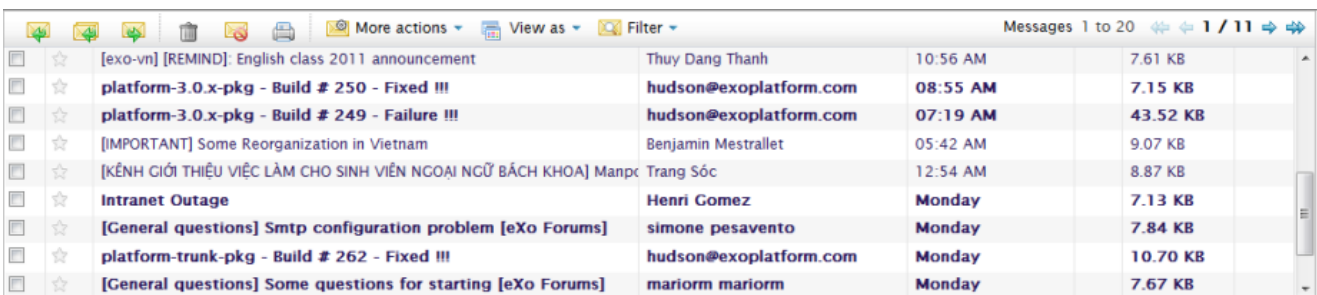 More actions View as Filter Messages 1 to 20 1 / 11
[exo-vn] [REMIND]: English class 2011 announcement Thuy Dang Thanh 10:56 AM 7.61 KB
platform-3.0.x-pkg - Build # 250 - Fixed !!! hudson@exoplatform.com 08:55 AM 7.15 KB
platform-3.0.x-pkg - Build # 249 - Failure !!! hudson@exoplatform.com 07:19 AM 43.52 KB
[IMPORTANT] Some Reorganization in Vietnam Benjamin Mestrallet 05:42 AM 9.07 KB
[KÊNH GIỚI THIỆU VIỆC LÀM CHO SINH VIÊN NGOẠI NGỮ BÁCH KHOA] Manpo Trang Sóc 12:54 AM 8.87 KB
Intranet Outage Henri Gomez Monday 7.13 KB
[General questions] Smtp configuration problem [eXo Forums] simone pesavento Monday 7.84 KB
platform-trunk-pkg - Build # 262 - Fixed !!! hudson@exoplatform.com Monday 10.70 KB
[General questions] Some questions for starting [eXo Forums] mariorm mariorm Monday 7.67 KB